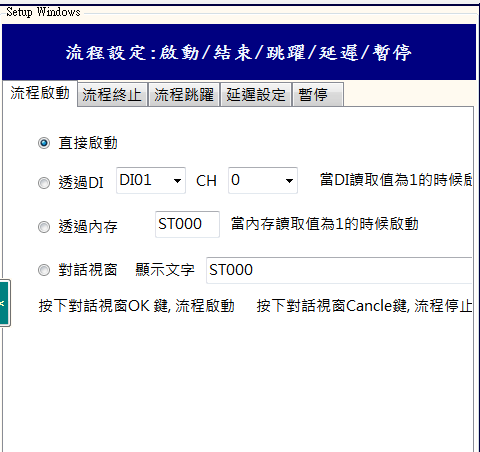 Setup Windows
流程設定:啟動/結束/跳躍/延遲/暫停
流程啟動 流程終止 流程跳躍 延遲設定 暫停
直接啟動
透過DI DI01 CH 0 當DI讀取值為1的時候
透過內存 ST000 當內存讀取值為1的時候啟動
對話視窗 顯示文字 ST000
按下對話視窗OK 鍵, 流程啟動 按下對話視窗Cancle鍵, 流程停止